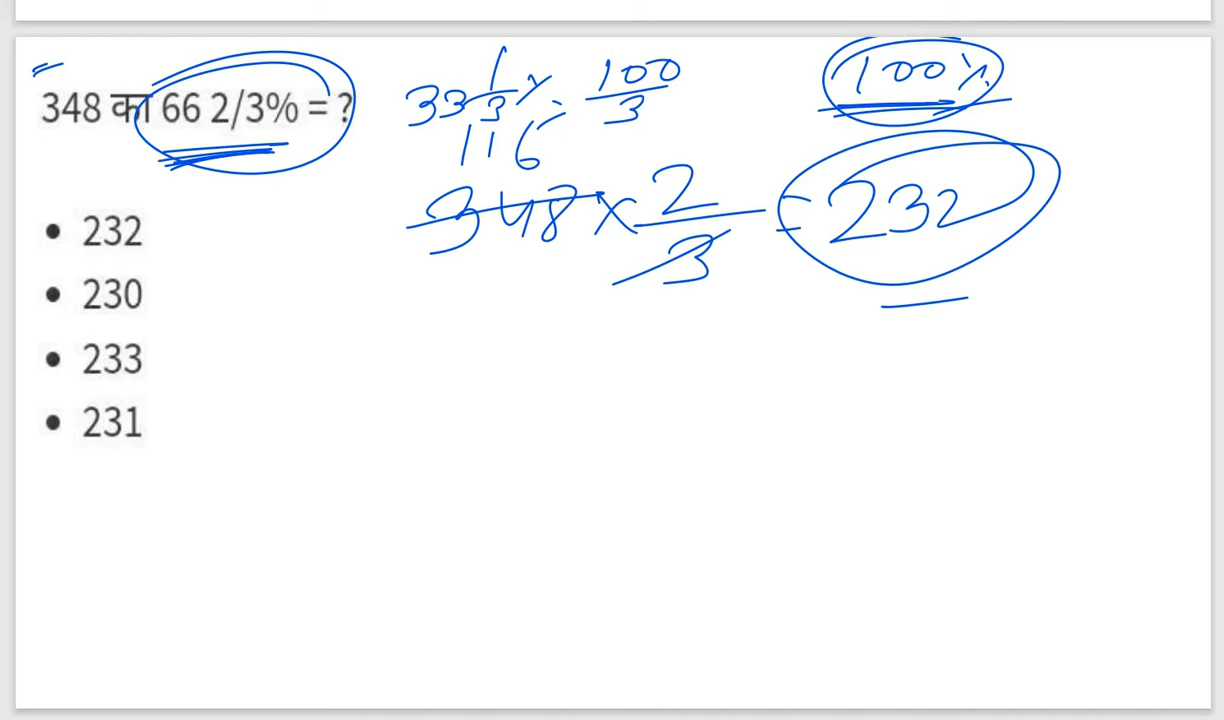 348 का 66 2/3% = ?
33 1/3 % = 100/3
100%
116
348 × 2/3 = 232
• 232
• 230
• 233
• 231